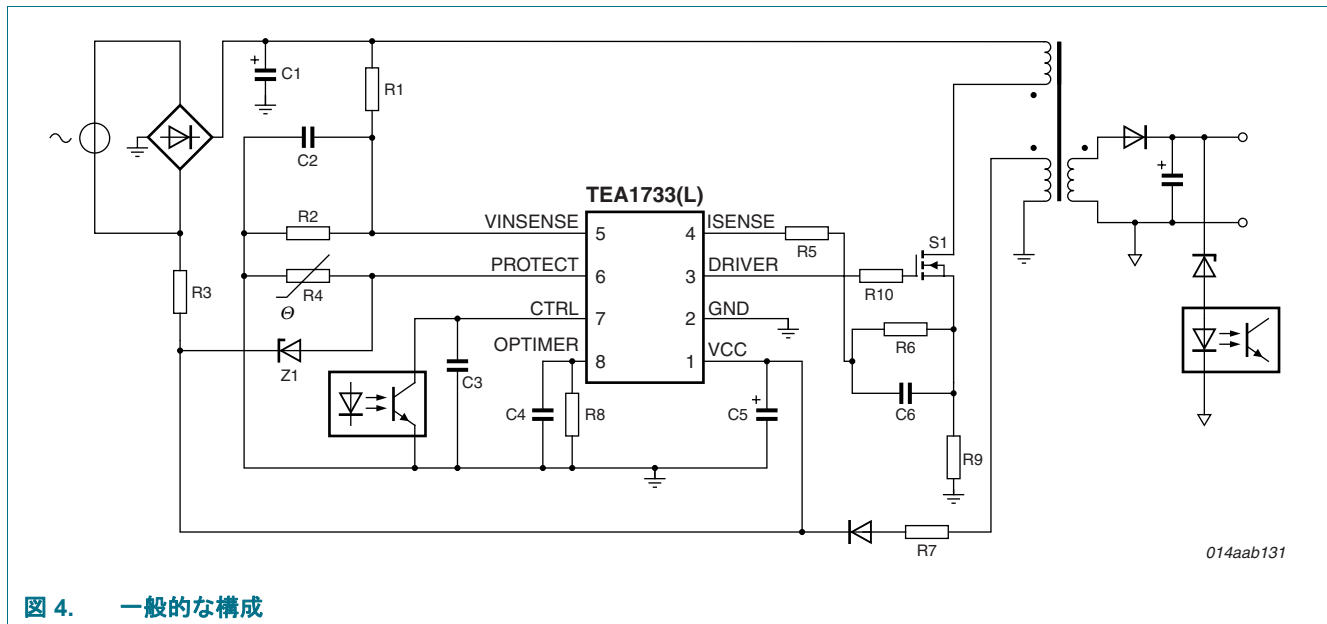 C1
R1
C2
TEA1733(L)
R2
VINSENSE
5
4
ISENSE
R5
S1
PROTECT
6
3
DRIVER
R10
R3
R4
Θ
CTRL
7
2
GND
R6
OPTIMER
8
1
VCC
Z1
C3
C4
R8
C5
+
C6
R9
R7
+
+
~
014aab131
図 4. 一般的な構成